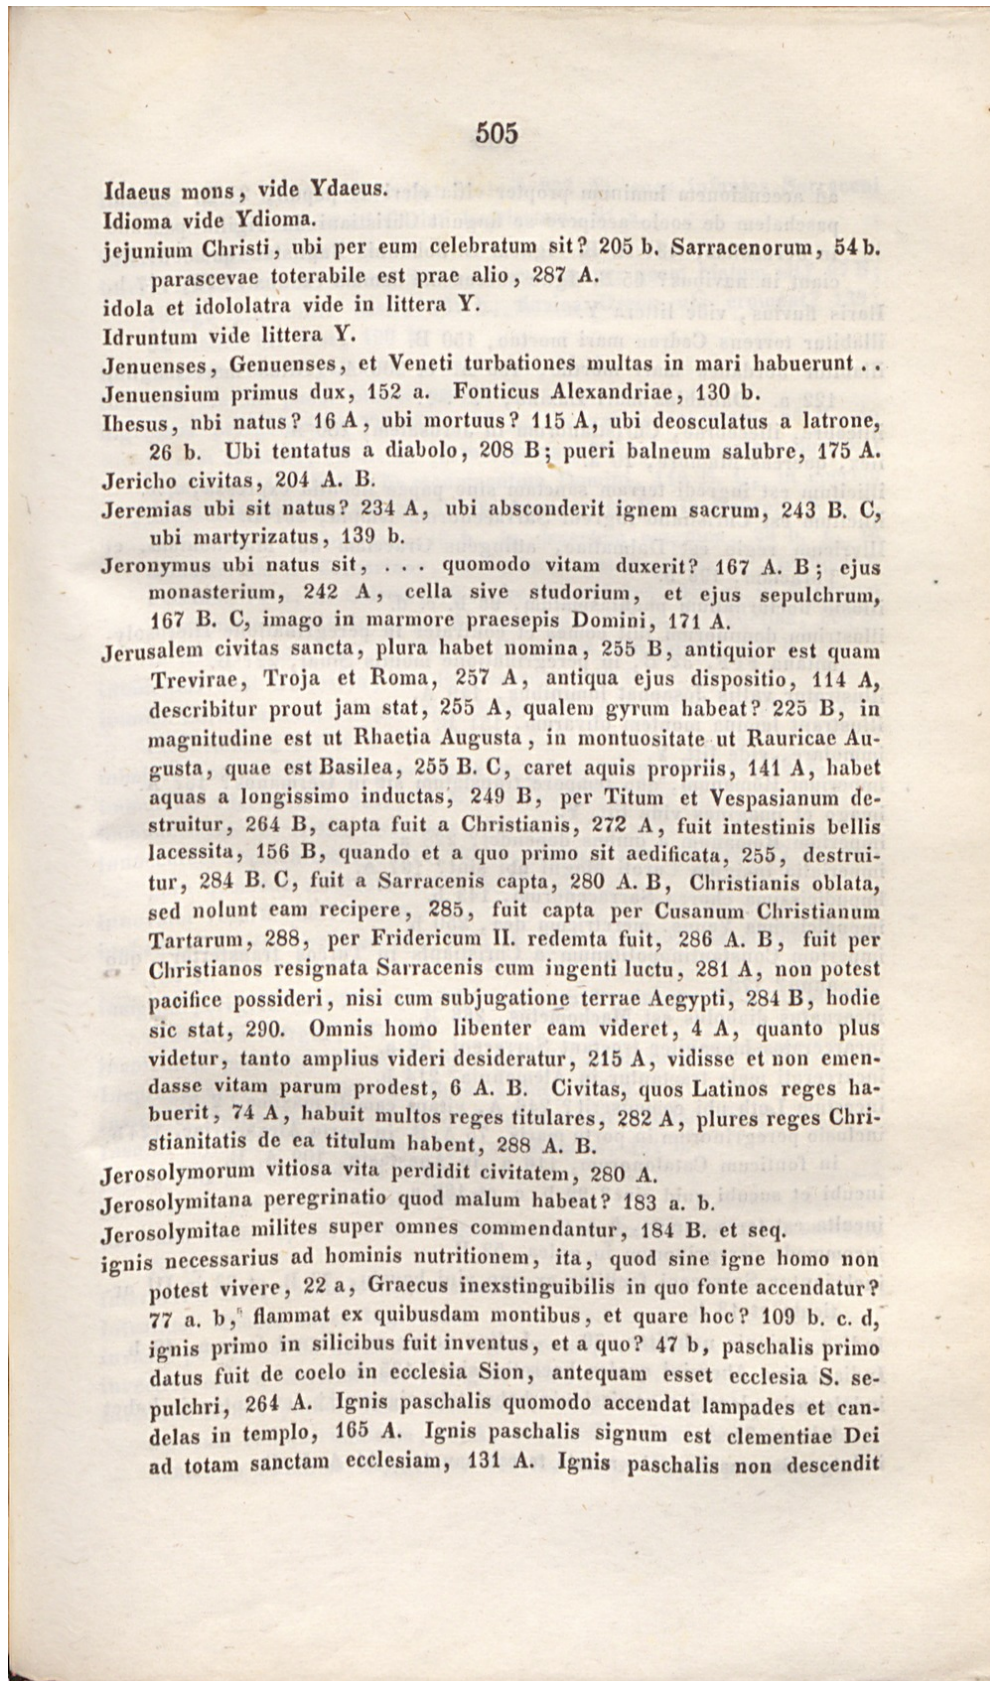 505
Idaeus mons, vide Ydaeus.
Idioma vide Ydioma.
jejunium Christi, ubi per eum celebratum sit? 205 b. Sarracenorum, 54 b.
parascevae toterabile est prae alio, 287 A.
idola et idololatra vide in littera Y.
Idruntum vide littera Y.
Jenuenses, Genuenses, et Veneti turbationes multas in mari habuerunt . .
Jenuensium primus dux, 152 a. Fonticus Alexandriae, 130 b.
Ihesus, nbi natus? 16 A, ubi mortuus? 115 A, ubi deosculatus a latrone,
26 b. Ubi tentatus a diabolo, 208 B; pueri balneum salubre, 175 A.
Jericho civitas, 204 A. B.
Jeremias ubi sit natus? 234 A, ubi absconderit ignem sacrum, 243 B. C,
ubi martyrizatus, 139 b.
Jeronymus ubi natus sit, . . . quomodo vitam duxerit? 167 A. B; ejus
monasterium, 242 A, cella sive studorium, et ejus sepulchrum,
167 B. C, imago in marmore praesepis Domini, 171 A.
Jerusalem civitas sancta, plura habet nomina, 255 B, antiquior est quam
Trevirae, Troja et Roma, 257 A, antiqua ejus dispositio, 114 A,
describitur prout jam stat, 255 A, qualem gyrum habeat? 225 B, in
magnitudine est ut Rhaetia Augusta, in montuositate ut Rauricae Au-
gusta, quae est Basilea, 255 B. C, caret aquis propriis, 141 A, habet
aquas a longissimo inductas, 249 B, per Titum et Vespasianum de-
struitur, 264 B, capta fuit a Christianis, 272 A, fuit intestinis bellis
lacessita, 156 B, quando et a quo primo sit aedificata, 255, destrui-
tur, 284 B. C, fuit a Sarracenis capta, 280 A. B, Christianis oblata,
sed nolunt eam recipere, 285, fuit capta per Cusanum Christianum
Tartarum, 288, per Fridericum II. redemta fuit, 286 A. B, fuit per
Christianos resignata Sarracenis cum ingenti luctu, 281 A, non potest
pacifice possideri, nisi cum subjugatione terrae Aegypti, 284 B, hodie
sic stat, 290. Omnis homo libenter eam videret, 4 A, quanto plus
videtur, tanto amplius videri desideratur, 215 A, vidisse et non emen-
dasse vitam parum prodest, 6 A. B. Civitas, quos Latinos reges ha-
buerit, 74 A, habuit multos reges titulares, 282 A, plures reges Chri-
stianitatis de ea titulum habent, 288 A. B.
Jerosolymorum vitiosa vita perdidit civitatem, 280 A.
Jerosolymitana peregrinatio quod malum habeat? 183 a. b.
Jerosolymitae milites super omnes commendantur, 184 B. et seq.
ignis necessarius ad hominis nutritionem, ita, quod sine igne homo non
potest vivere, 22 a, Graecus inexstinguibilis in quo fonte accendatur?
77 a. b, flammat ex quibusdam montibus, et quare hoc? 109 b. c. d,
ignis primo in silicibus fuit inventus, et a quo? 47 b, paschalis primo
datus fuit de coelo in ecclesia Sion, antequam esset ecclesia S. se-
pulchri, 264 A. Ignis paschalis quomodo accendat lampades et can-
delas in templo, 165 A. Ignis paschalis signum est clementiae Dei
ad totam sanctam ecclesiam, 131 A. Ignis paschalis non descendit